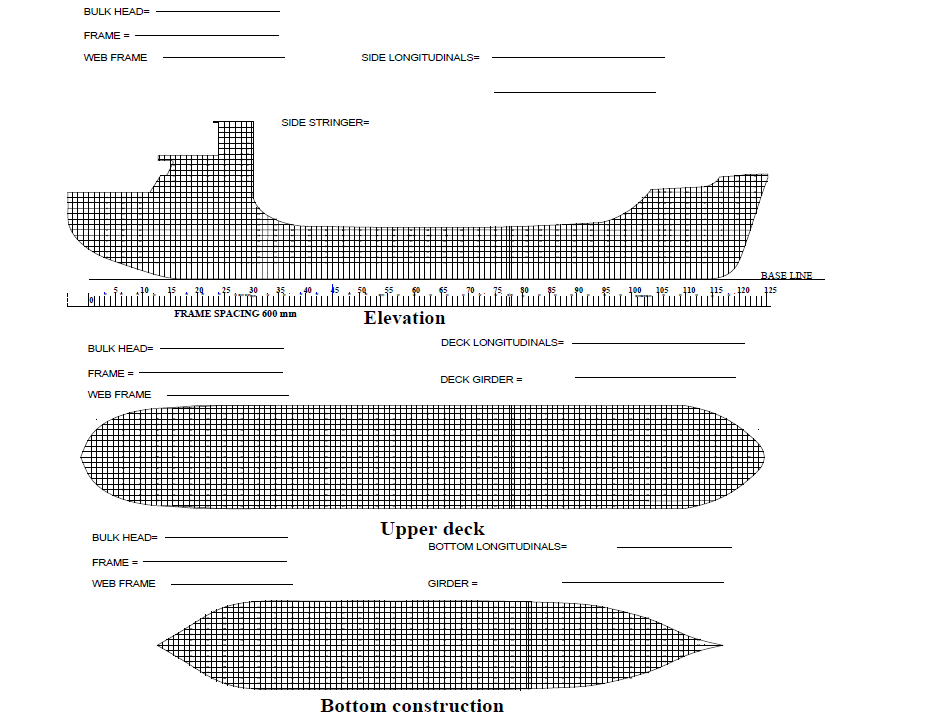 BULK HEAD=
FRAME =
WEB FRAME
SIDE LONGITUDINALS=
SIDE STRINGER=
BASE LINE
5 10 15 20 25 30 35 40 45 50 55 60 65 70 75 80 85 90 95 100 105 110 115 120 125
0
FRAME SPACING 600 mm
Elevation
BULK HEAD=
DECK LONGITUDINALS=
FRAME =
DECK GIRDER =
WEB FRAME
Upper deck
BULK HEAD=
BOTTOM LONGITUDINALS=
FRAME =
WEB FRAME
GIRDER =
Bottom construction